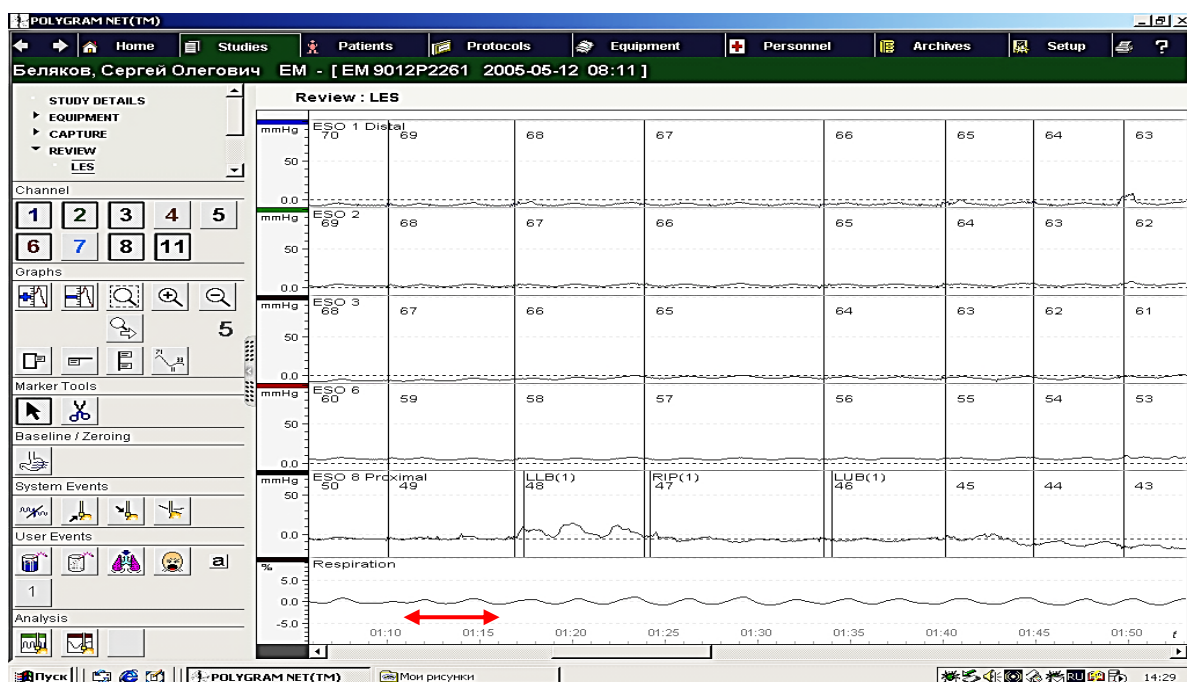 POLYGRAM NET(TM)
Home Studies Patients Protocols Equipment Personnel Archives Setup ?
Беляков, Сергей Олегович EM - [ EM 9012P2261 2005-05-12 08:11 ]
STUDY DETAILS
EQUIPMENT
CAPTURE
REVIEW
LES
Channel
1 2 3 4 5
6 7 8 11
Graphs
5
Marker Tools
Baseline / Zeroing
System Events
User Events
a
1
Analysis
Review : LES
mmHg ESO 1 Distal
70 69 68 67 66 65 64 63
50
0.0
mmHg ESO 2
69 68 67 66 65 64 63 62
50
0.0
mmHg ESO 3
68 67 66 65 64 63 62 61
50
0.0
mmHg ESO 6
60 59 58 57 56 55 54 53
50
0.0
mmHg ESO 8 Proximal LLB(1) RIP(1) LUB(1)
50 49 48 47 46 45 44 43
50
0.0
% Respiration
5.0
0.0
-5.0
01:10 01:15 01:20 01:25 01:30 01:35 01:40 01:45 01:50 t
Пуск POLYGRAM NET(TM) Мои рисунки RU 14:29